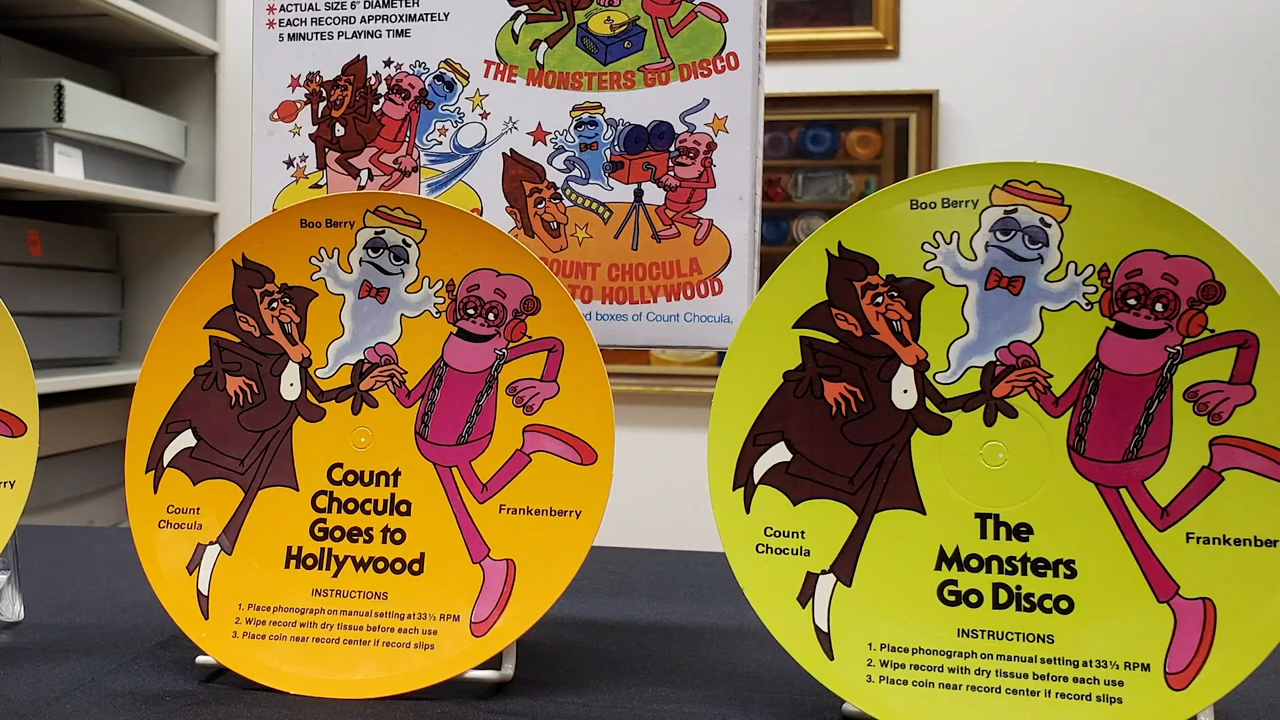 * ACTUAL SIZE 6" DIAMETER
* EACH RECORD APPROXIMATELY
5 MINUTES PLAYING TIME
THE MONSTERS GO DISCO
COUNT CHOCULA
TO HOLLYWOOD
boxes of Count Chocula,
Boo Berry
Count
Chocula
Frankenberry
Count
Chocula
Goes to
Hollywood
INSTRUCTIONS
1. Place phonograph on manual setting at 33 1/3 RPM
2. Wipe record with dry tissue before each use
3. Place coin near record center if record slips
Boo Berry
Count
Chocula
Frankenber
The
Monsters
Go Disco
INSTRUCTIONS
1. Place phonograph on manual setting at 33 1/3 RPM
2. Wipe record with dry tissue before each use
3. Place coin near record center if record slips